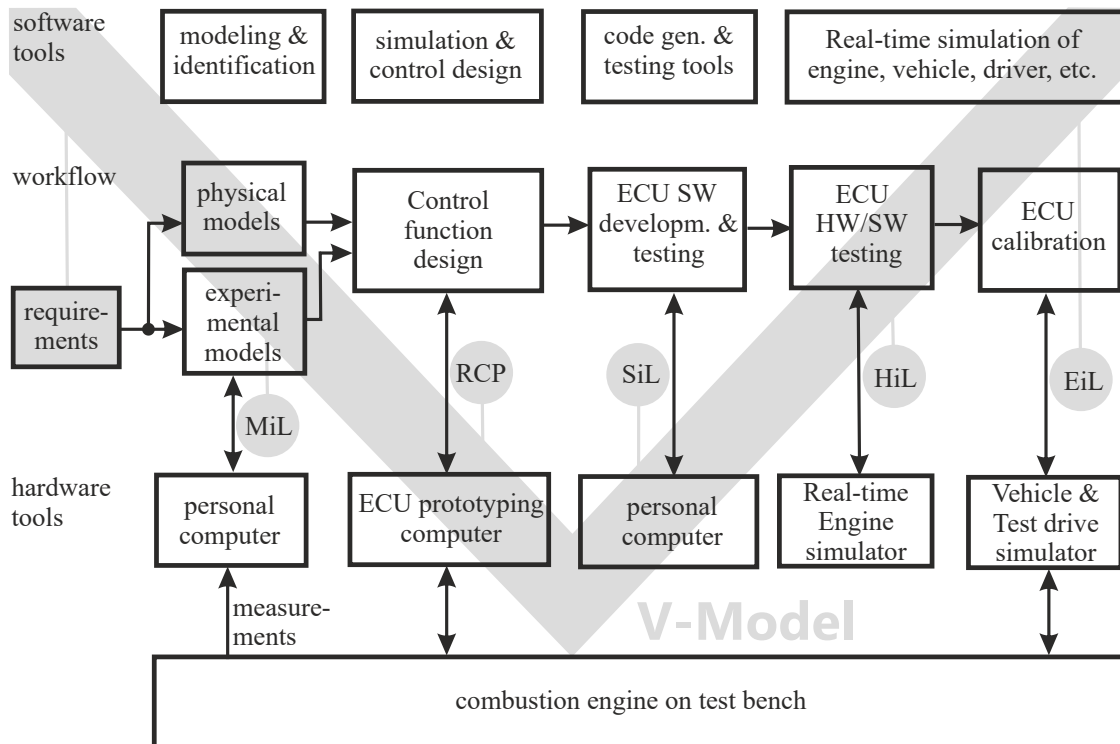 software
tools
modeling &
identification
simulation &
control design
code gen. &
testing tools
Real-time simulation of
engine, vehicle, driver, etc.
workflow
physical
models
Control
function
design
ECU SW
developm. &
testing
ECU
HW/SW
testing
ECU
calibration
require-
ments
experi-
mental
models
MiL
RCP
SiL
HiL
EiL
hardware
tools
personal
computer
ECU prototyping
computer
personal
computer
Real-time
Engine
simulator
Vehicle &
Test drive
simulator
measure-
ments
V-Model
combustion engine on test bench